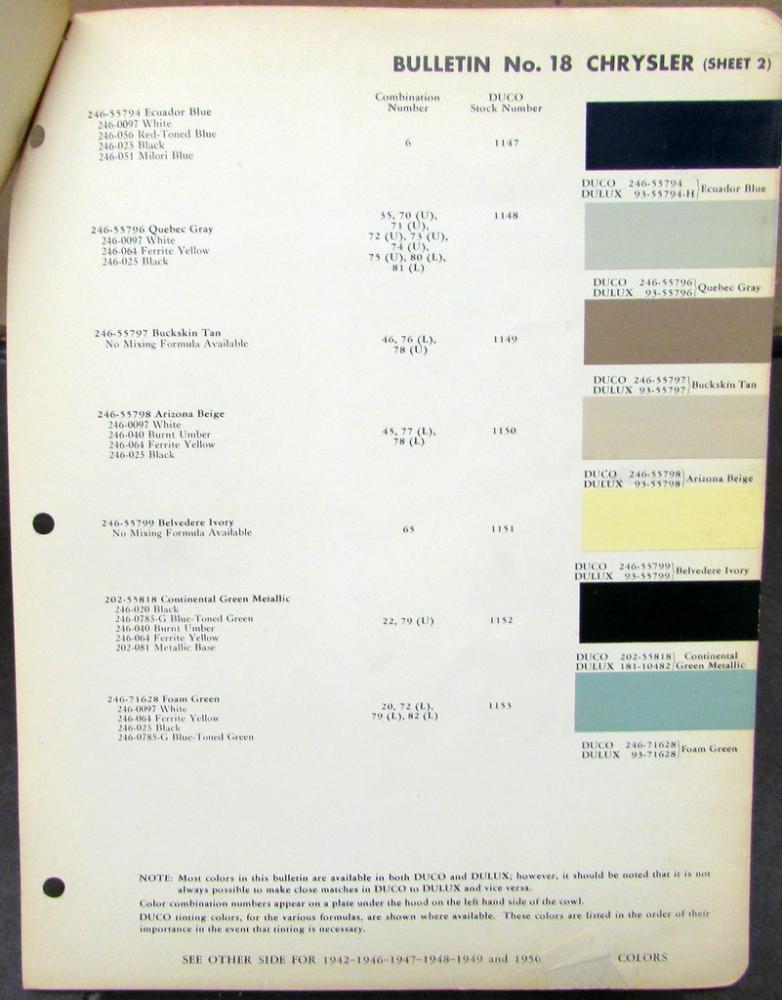 BULLETIN No. 18 CHRYSLER (SHEET 2)
Combination Number
DUCO Stock Number
246-55794 Ecuador Blue
246-0097 White
246-056 Red-Toned Blue
246-025 Black
246-051 Milori Blue
6
1147
DUCO 246-55794
DULUX 93-55794-H
Ecuador Blue
246-55796 Quebec Gray
246-0097 White
246-064 Ferrite Yellow
246-025 Black
35, 70 (U),
71 (U),
72 (U), 73 (U),
74 (U),
75 (U), 80 (L),
81 (L)
1148
DUCO 246-55796
DULUX 93-55796
Quebec Gray
246-55797 Buckskin Tan
No Mixing Formula Available
46, 76 (L),
78 (U)
1149
DUCO 246-55797
DULUX 93-55797
Buckskin Tan
246-55798 Arizona Beige
246-0097 White
246-040 Burnt Umber
246-064 Ferrite Yellow
246-025 Black
45, 77 (L),
78 (L)
1150
DUCO 246-55798
DULUX 93-55798
Arizona Beige
246-55799 Belvedere Ivory
No Mixing Formula Available
65
1151
DUCO 246-55799
DULUX 93-55799
Belvedere Ivory
202-55818 Continental Green Metallic
246-020 Black
246-0785-G Blue-Toned Green
246-040 Burnt Umber
246-064 Ferrite Yellow
202-081 Metallic Base
22, 79 (U)
1152
DUCO 202-55818
DULUX 181-10482
Continental
Green Metallic
246-71628 Foam Green
246-0097 White
246-064 Ferrite Yellow
246-025 Black
246-0785-G Blue-Toned Green
20, 72 (L),
79 (L), 82 (L)
1153
DUCO 246-71628
DULUX 93-71628
Foam Green
NOTE: Most colors in this bulletin are available in both DUCO and DULUX; however, it should be noted that it is not
always possible to make close matches in DUCO to DULUX and vice versa.
Color combination numbers appear on a plate under the hood on the left hand side of the cowl.
DUCO tinting colors, for the various formulas, are shown where available. These colors are listed in the order of their
importance in the event that tinting is necessary.
SEE OTHER SIDE FOR 1942-1946-1947-1948-1949 and 1950 COLORS